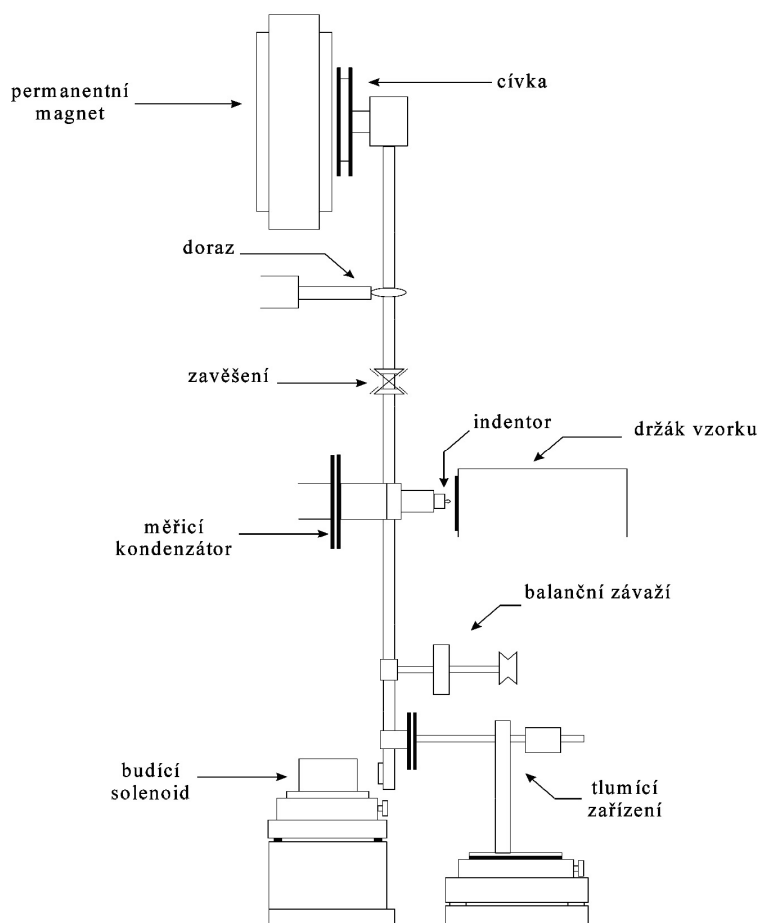 cívka
permanentní
magnet
doraz
zavěšení
indentor
držák vzorku
měřicí
kondenzátor
balanční závaží
budící
solenoid
tlumící
zařízení